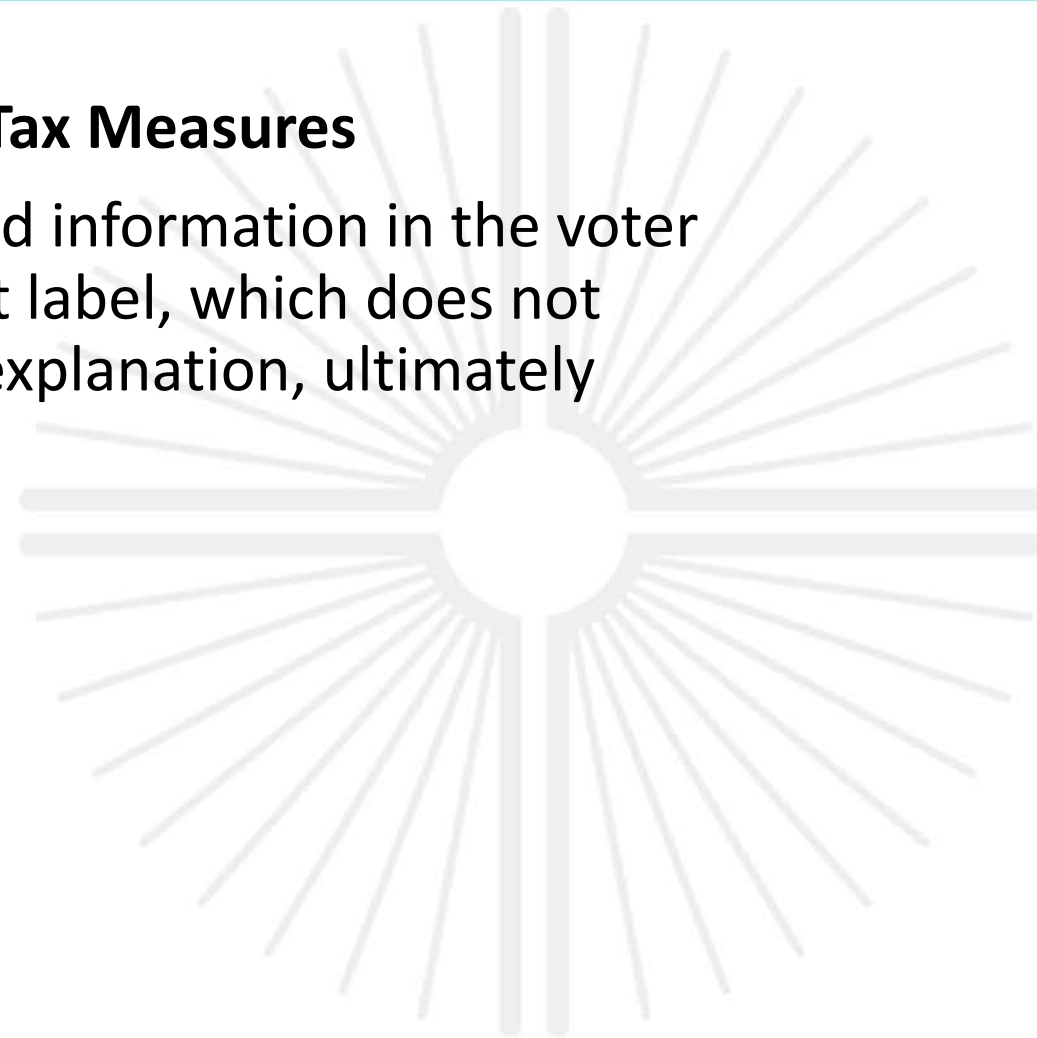 Tax Measures
d information in the voter
t label, which does not
explanation, ultimately